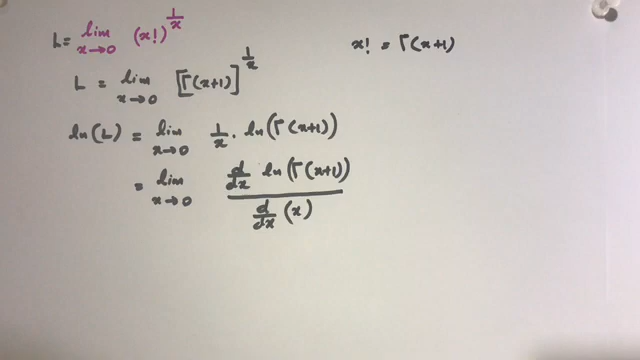 L = lim x→0 (x!)^(1/x)
x! = Γ(x+1)
L = lim x→0 [Γ(x+1)]^(1/x)
ln(L) = lim x→0 1/x · ln(Γ(x+1))
= lim x→0 (d/dx ln(Γ(x+1))) / (d/dx (x))